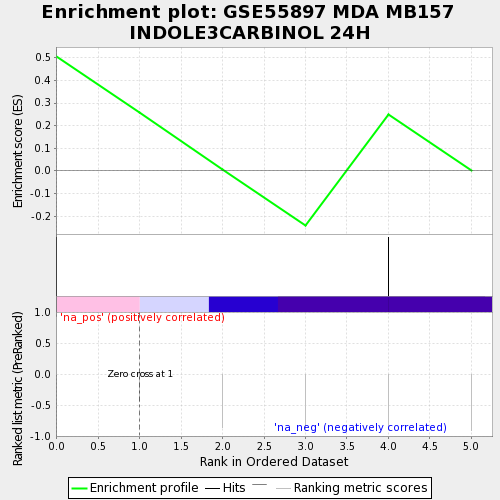 Enrichment plot: GSE55897 MDA MB157
INDOLE3CARBINOL 24H
Enrichment score (ES)
0.5
0.4
0.3
0.2
0.1
0.0
-0.1
-0.2
Ranked list metric (PreRanked)
1.0
0.5
0.0
-0.5
-1.0
'na_pos' (positively correlated)
Zero cross at 1
'na_neg' (negatively correlated)
0.0 0.5 1.0 1.5 2.0 2.5 3.0 3.5 4.0 4.5 5.0
Rank in Ordered Dataset
Enrichment profile Hits Ranking metric scores